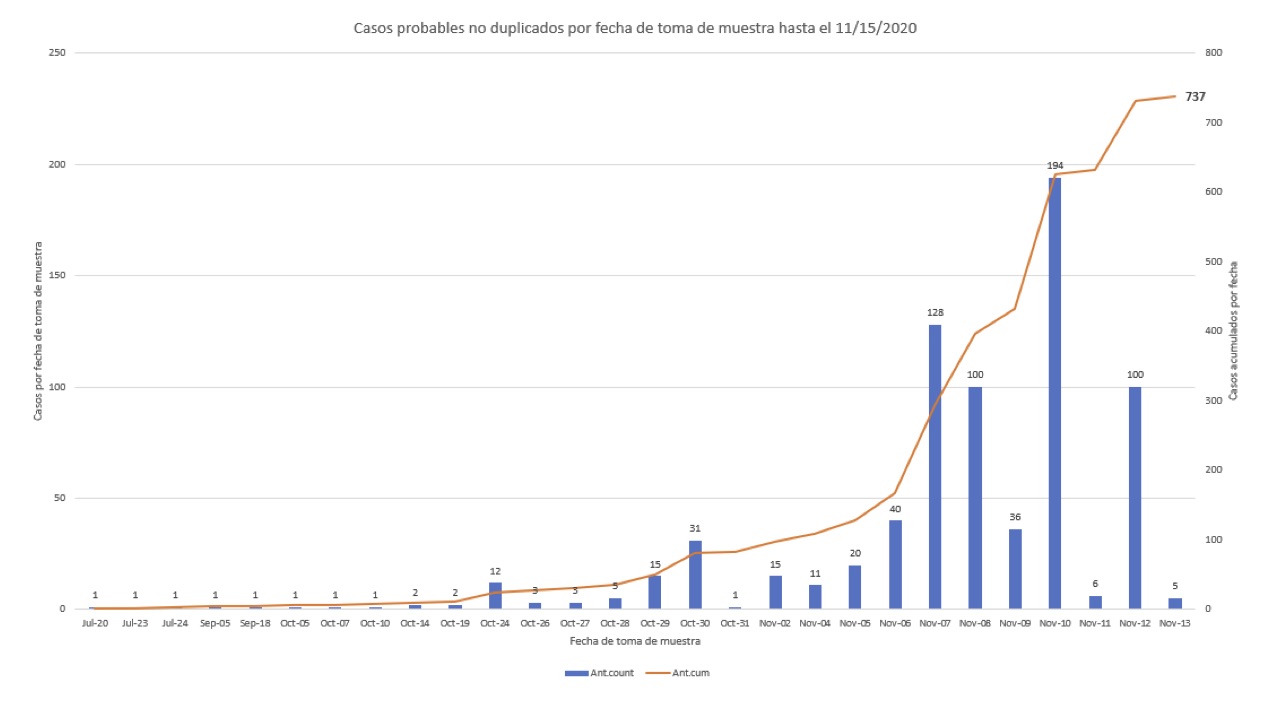 Casos probables no duplicados por fecha de toma de muestra hasta el 11/15/2020
250
200
150
100
50
0
Casos por fecha de toma de muestra
800
700
600
500
400
300
200
100
0
Casos acumulados por fecha
1 1 1 1 1 1 1 1 2 2 12 3 3 5 15 31 1 15 11 20 40 128 100 36 194 6 100 5
737
Jul-20 Jul-23 Jul-24 Sep-05 Sep-18 Oct-05 Oct-07 Oct-10 Oct-14 Oct-19 Oct-24 Oct-26 Oct-27 Oct-28 Oct-29 Oct-30 Oct-31 Nov-02 Nov-04 Nov-05 Nov-06 Nov-07 Nov-08 Nov-09 Nov-10 Nov-11 Nov-12 Nov-13
Fecha de toma de muestra
Ant.count Ant.cum